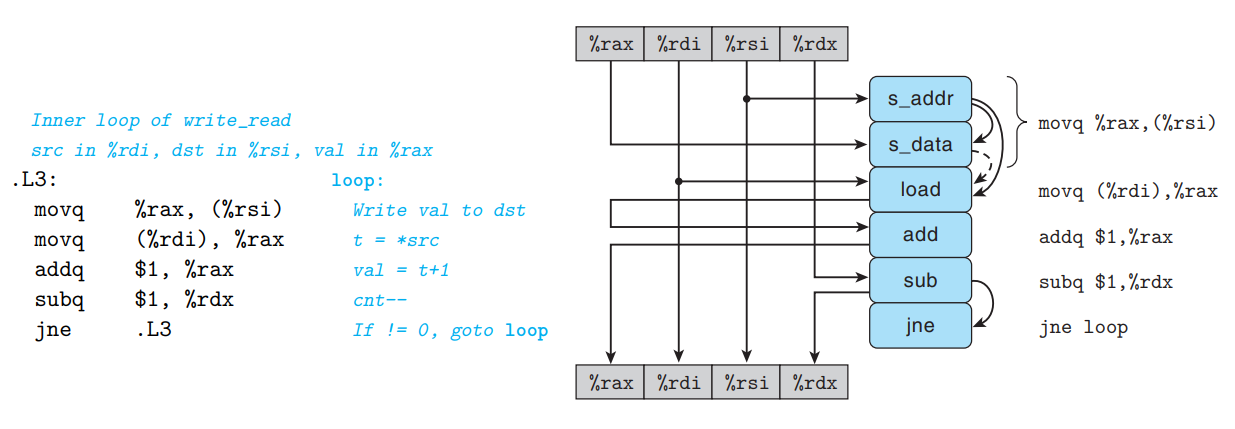 Inner loop of write_read
src in %rdi, dst in %rsi, val in %rax
.L3: loop:
movq %rax, (%rsi) Write val to dst
movq (%rdi), %rax t = *src
addq $1, %rax val = t+1
subq $1, %rdx cnt--
jne .L3 If != 0, goto loop
%rax %rdi %rsi %rdx
s_addr
s_data
movq %rax,(%rsi)
load movq (%rdi),%rax
add addq $1,%rax
sub subq $1,%rdx
jne jne loop
%rax %rdi %rsi %rdx